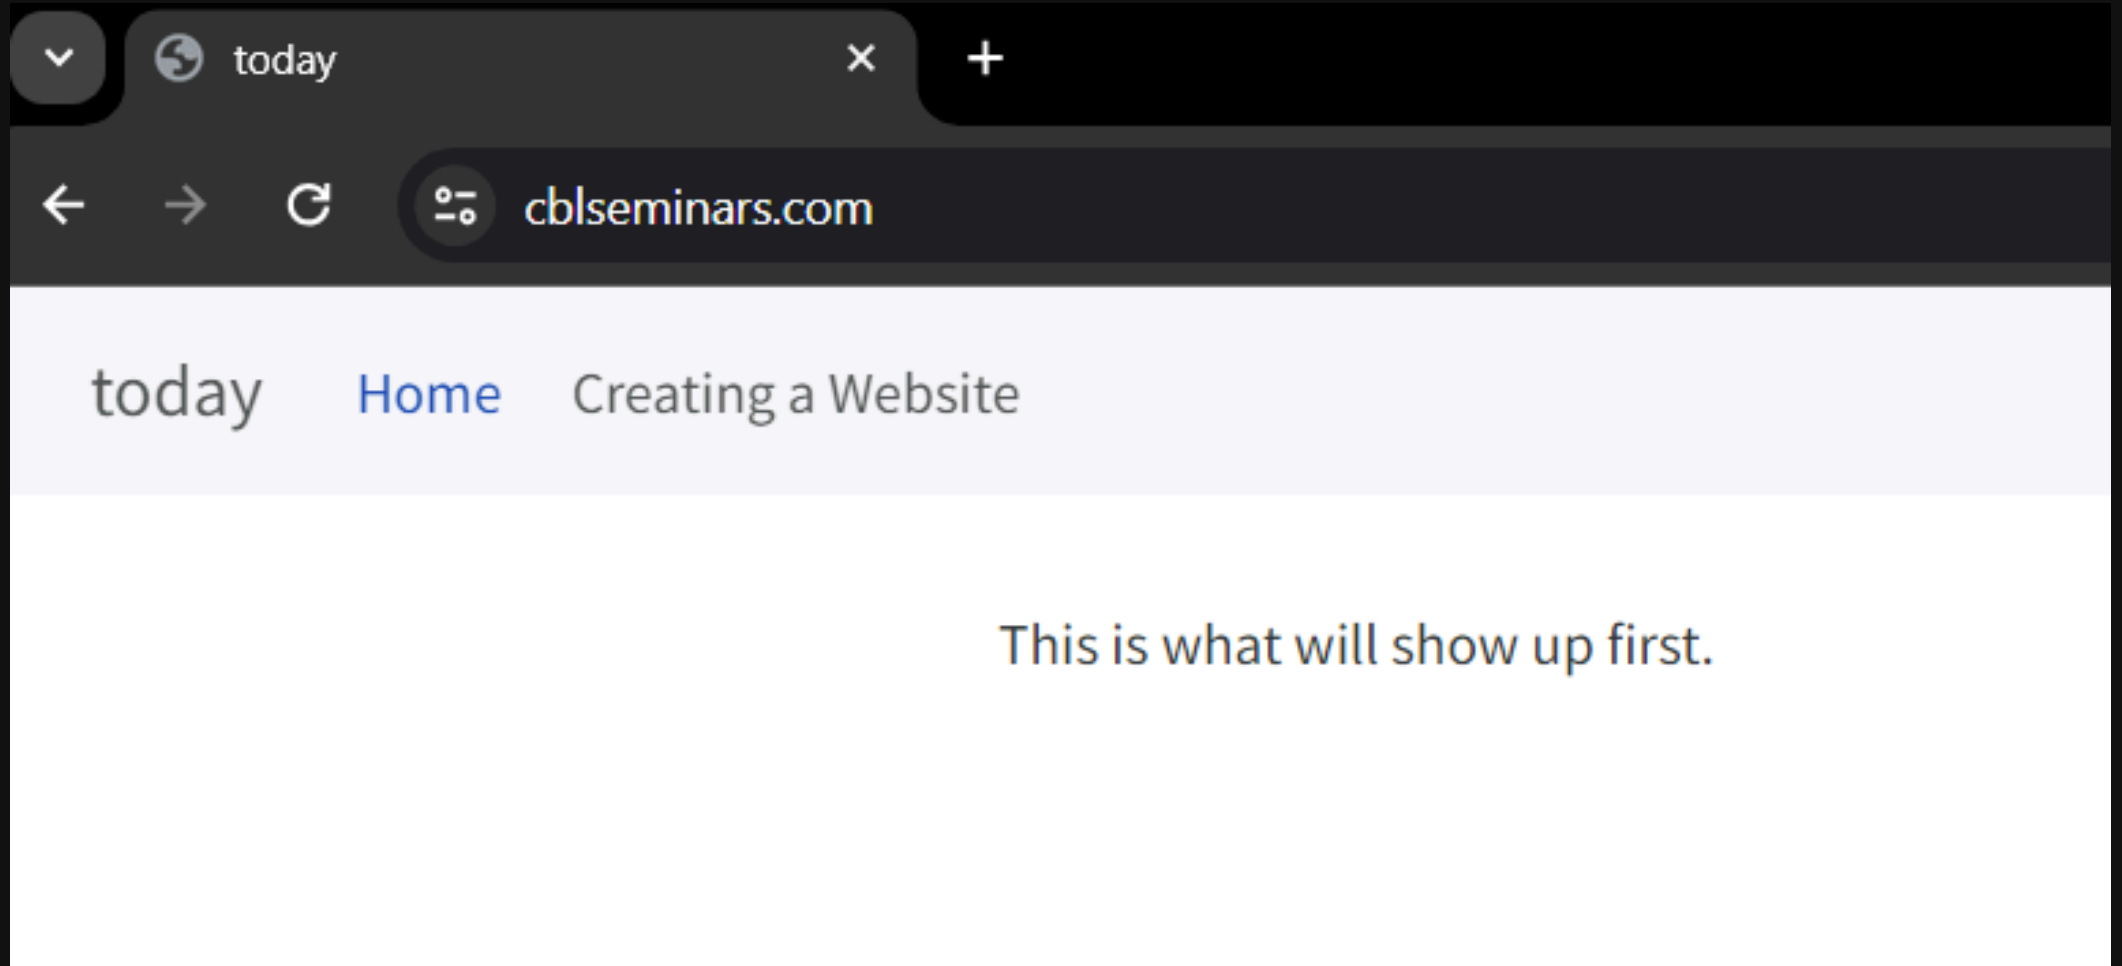 today
cblseminars.com
today Home Creating a Website
This is what will show up first.